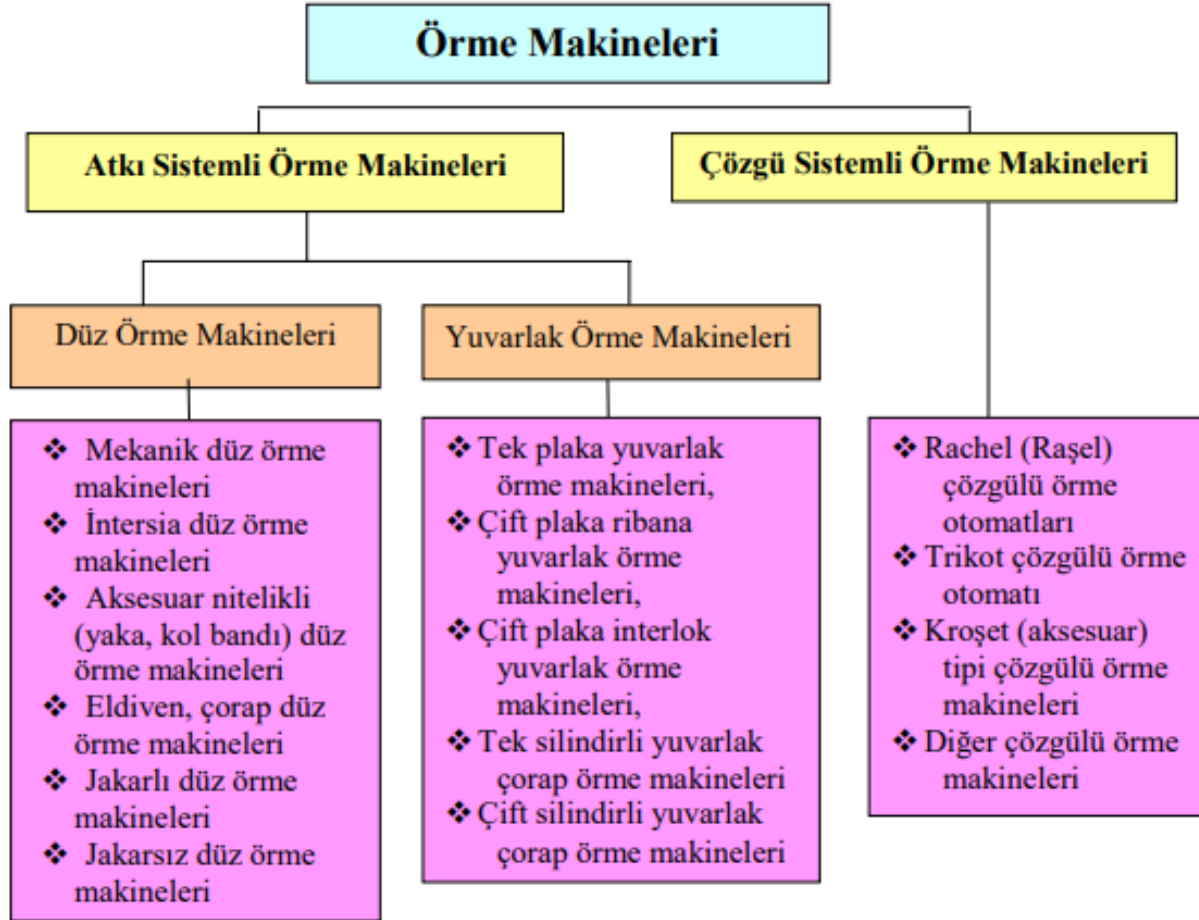 Örme Makineleri
Atkı Sistemli Örme Makineleri
Çözgü Sistemli Örme Makineleri
Düz Örme Makineleri
Yuvarlak Örme Makineleri
❖ Mekanik düz örme
makineleri
❖ İntersia düz örme
makineleri
❖ Aksesuar nitelikli
(yaka, kol bandı) düz
örme makineleri
❖ Eldiven, çorap düz
örme makineleri
❖ Jakarlı düz örme
makineleri
❖ Jakarsız düz örme
makineleri
❖ Tek plaka yuvarlak
örme makineleri,
❖ Çift plaka ribana
yuvarlak örme
makineleri,
❖ Çift plaka interlok
yuvarlak örme
makineleri,
❖ Tek silindirli yuvarlak
çorap örme makineleri
❖ Çift silindirli yuvarlak
çorap örme makineleri
❖ Rachel (Raşel)
çözgülü örme
otomatları
❖ Trikot çözgülü örme
otomatı
❖ Kroşet (aksesuar)
tipi çözgülü örme
makineleri
❖ Diğer çözgülü örme
makineleri